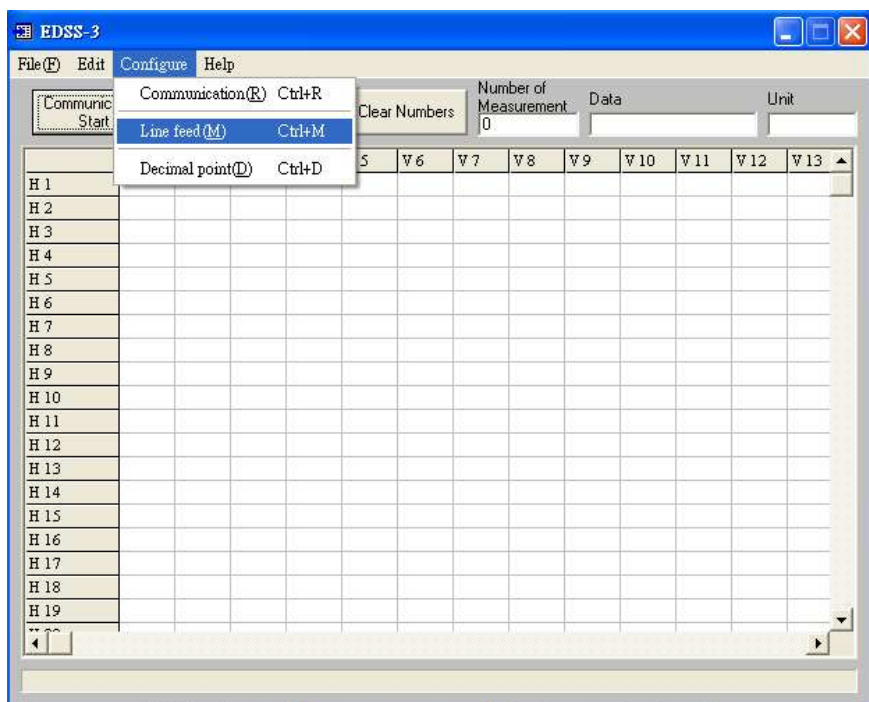 EDSS-3
File(F) Edit Configure Help
Communication(R) Ctrl+R
Line feed(M) Ctrl+M
Decimal point(D) Ctrl+D
Communic
Start
Clear Numbers
Number of
Measurement
0
Data
Unit
5 V 6 V 7 V 8 V 9 V 10 V 11 V 12 V 13
H 1
H 2
H 3
H 4
H 5
H 6
H 7
H 8
H 9
H 10
H 11
H 12
H 13
H 14
H 15
H 16
H 17
H 18
H 19